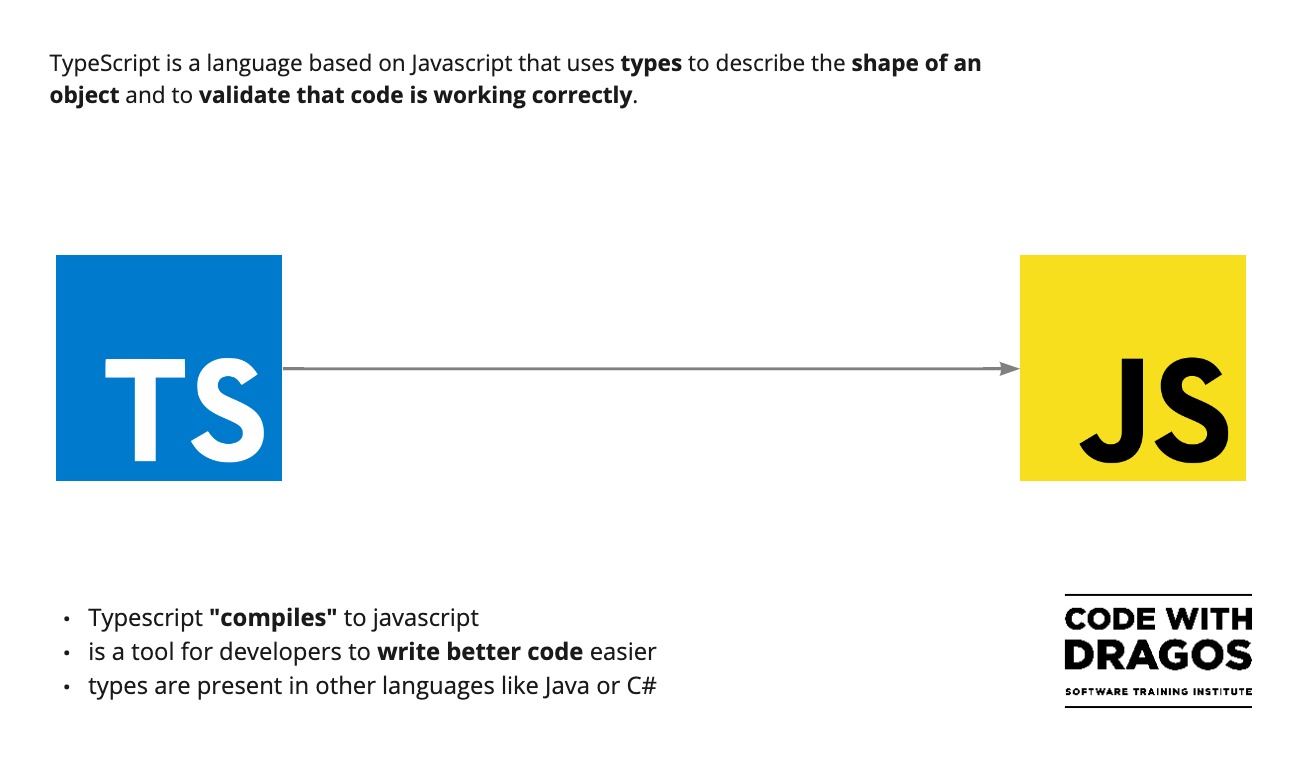 TypeScript is a language based on Javascript that uses types to describe the shape of an
object and to validate that code is working correctly.
TS
JS
• Typescript "compiles" to javascript
• is a tool for developers to write better code easier
• types are present in other languages like Java or C#
CODE WITH
DRAGOS
SOFTWARE TRAINING INSTITUTE